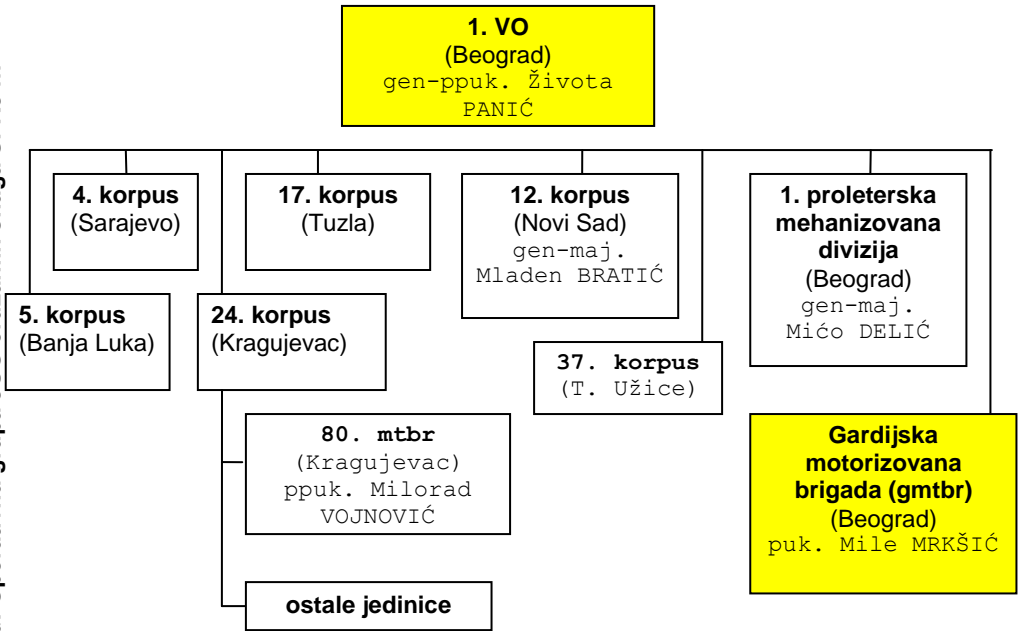 1. VO
(Beograd)
gen-ppuk. Života
PANIĆ
4. korpus
(Sarajevo)
17. korpus
(Tuzla)
12. korpus
(Novi Sad)
gen-maj.
Mladen BRATIĆ
1. proleterska
mehanizovana
divizija
(Beograd)
gen-maj.
Mićo DELIĆ
5. korpus
(Banja Luka)
24. korpus
(Kragujevac)
37. korpus
(T. Užice)
80. mtbr
(Kragujevac)
ppuk. Milorad
VOJNOVIĆ
Gardijska
motorizovana
brigada (gmtbr)
(Beograd)
puk. Mile MRKŠIĆ
ostale jedinice